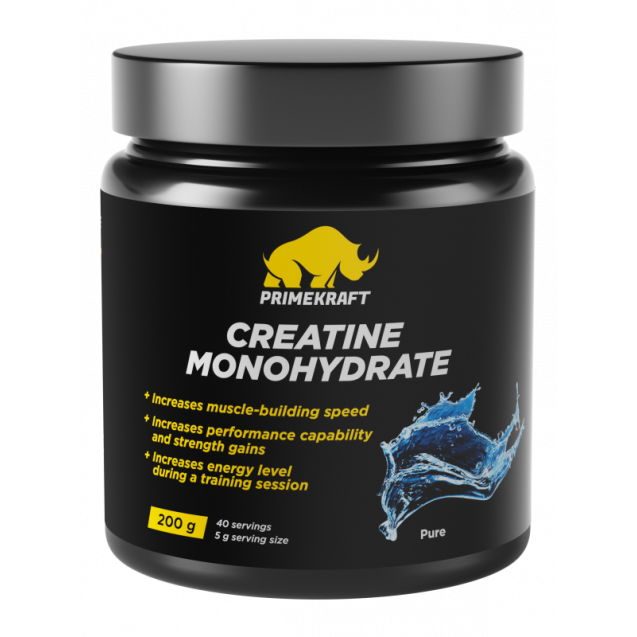 PRIMEKRAFT
CREATINE
MONOHYDRATE
+ Increases muscle-building speed
+ Increases performance capability
and strength gains
+ Increases energy level
during a training session
200 g
40 servings
5 g serving size
Pure